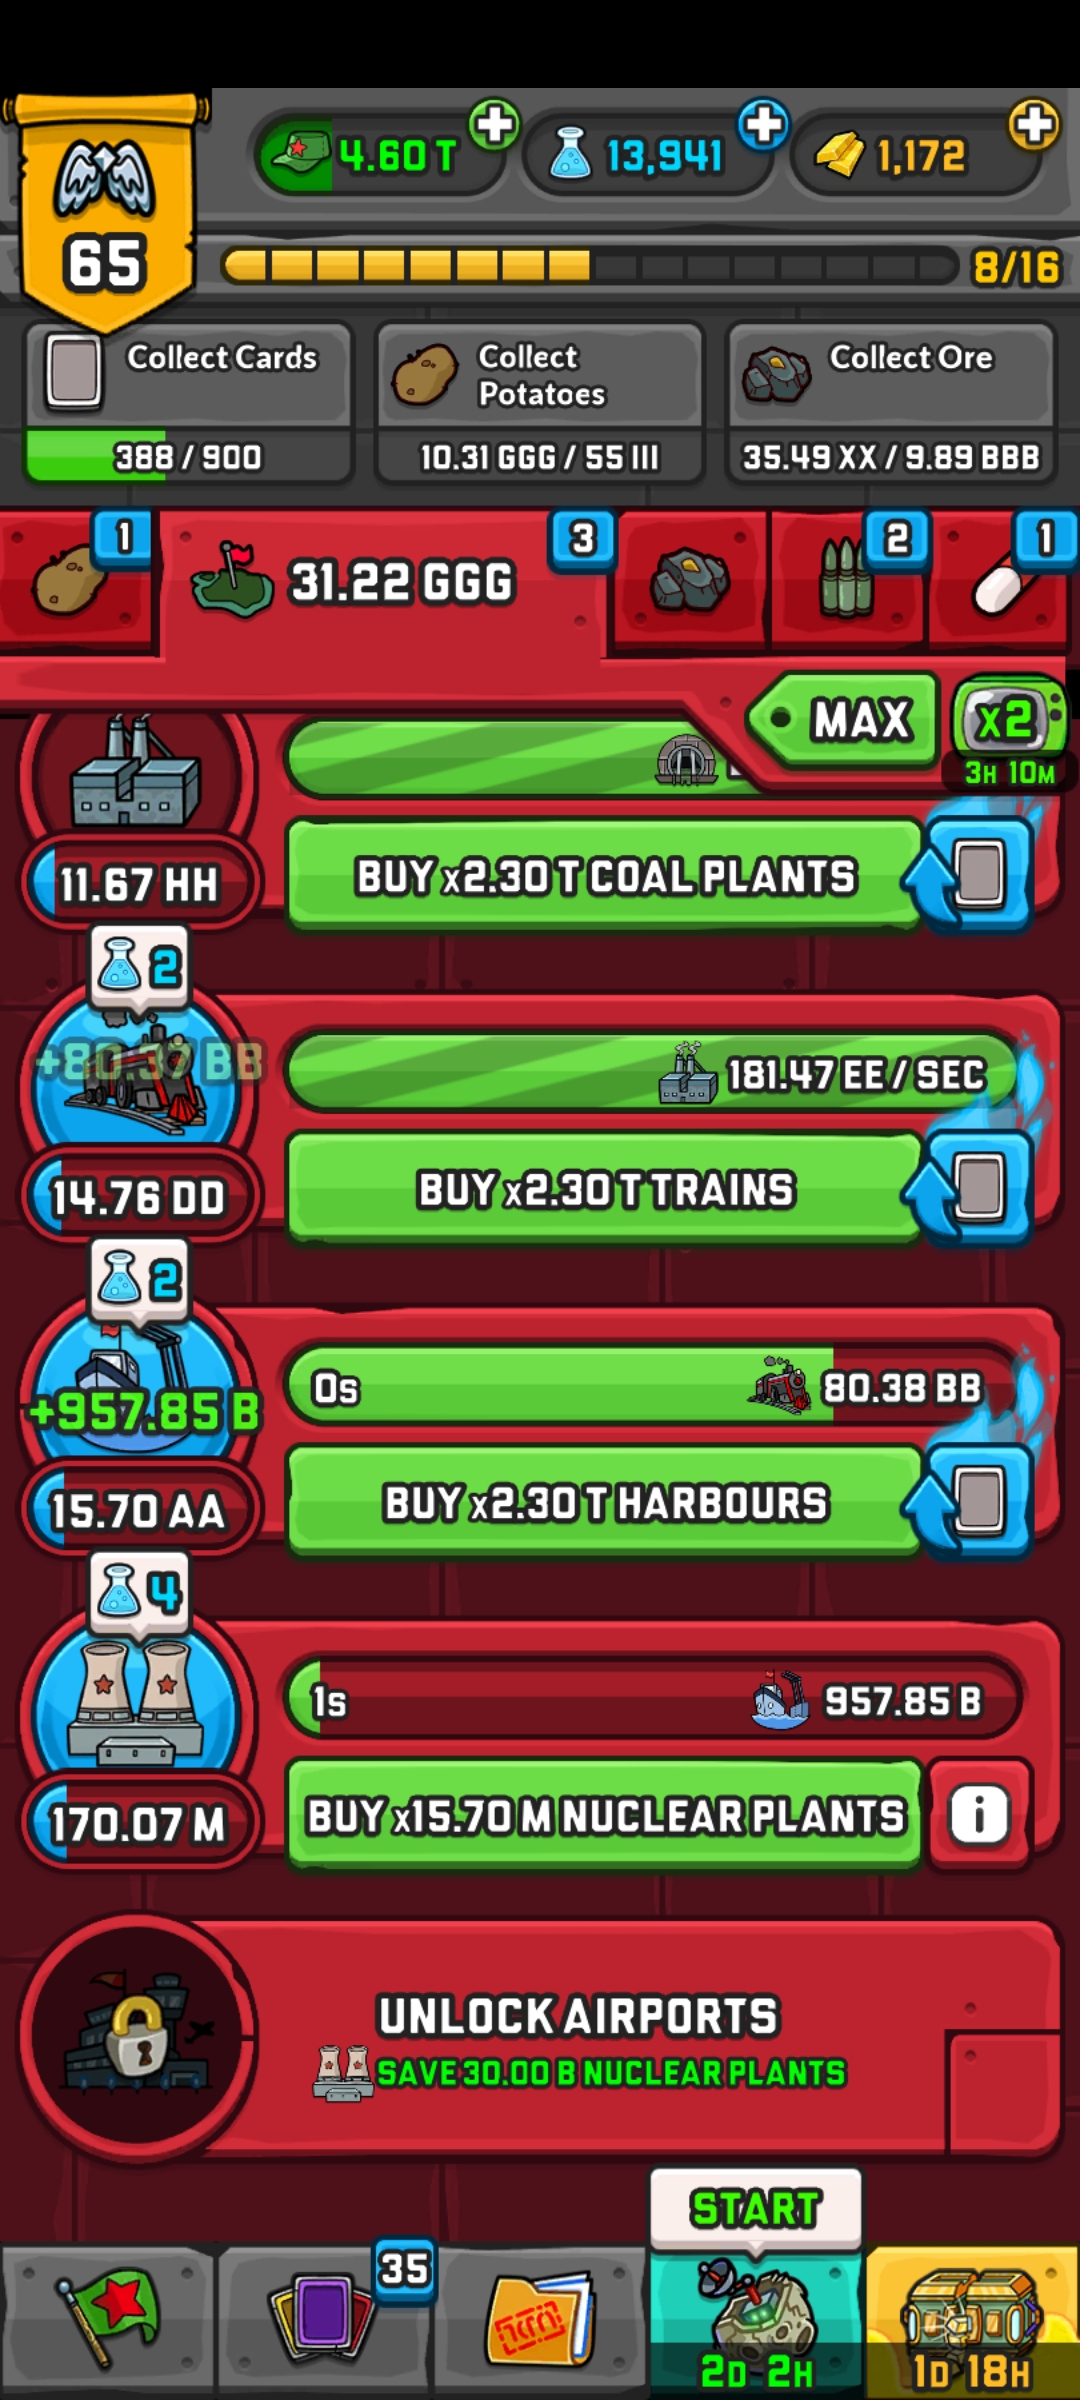 65
4.60 T
13,941
1,172
8/16
Collect Cards
388 / 900
Collect
Potatoes
10.31 GGG / 55 III
Collect Ore
35.49 XX / 9.89 BBB
1
31.22 GGG
3
2
1
MAX
x2
3H 10M
11.67 HH
BUY x2.30 T COAL PLANTS
2
+80.37 BB
181.47 EE / SEC
14.76 DD
BUY x2.30 T TRAINS
2
+957.85 B
0s
80.38 BB
15.70 AA
BUY x2.30 T HARBOURS
4
1s
957.85 B
170.07 M
BUY x15.70 M NUCLEAR PLANTS
i
UNLOCK AIRPORTS
SAVE 30.00 B NUCLEAR PLANTS
START
35
2D 2H
1D 18H